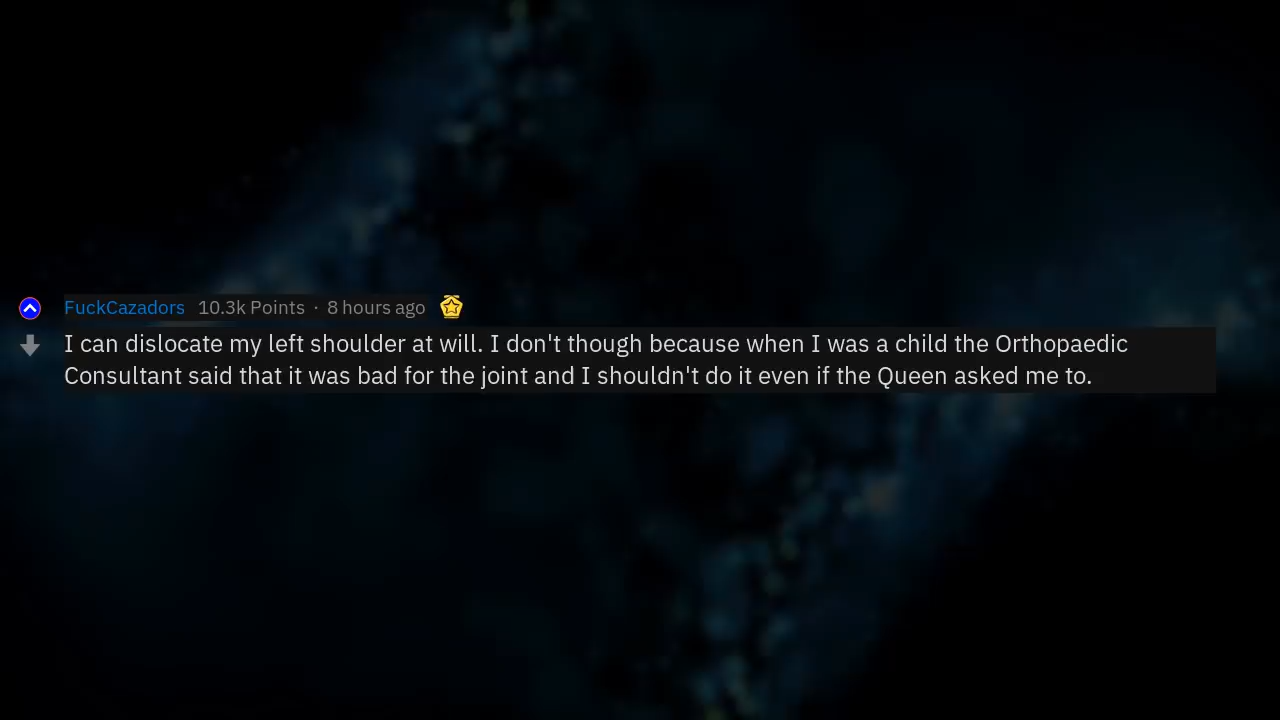 FuckCazadors 10.3k Points · 8 hours ago
I can dislocate my left shoulder at will. I don't though because when I was a child the Orthopaedic
Consultant said that it was bad for the joint and I shouldn't do it even if the Queen asked me to.